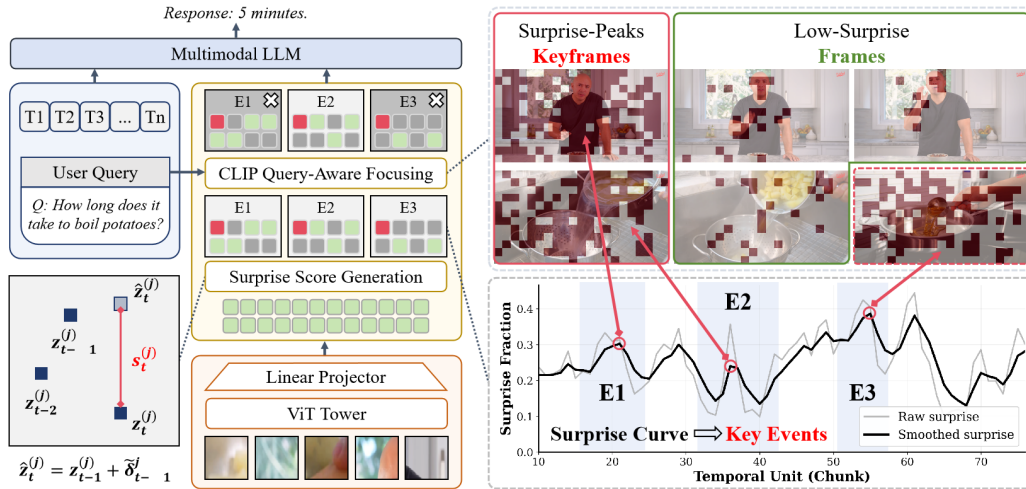 Response: 5 minutes.
Multimodal LLM
T1 T2 T3 ... Tn
User Query
Q: How long does it
take to boil potatoes?
E1 E2 E3
CLIP Query-Aware Focusing
E1 E2 E3
Surprise Score Generation
Linear Projector
ViT Tower
ẑ_t^(j)
z_{t-1}^(j)
s_t^(j)
z_{t-2}^(j)
z_t^(j)
ẑ_t^(j) = z_{t-1}^(j) + δ̃_{t-1}^j
Surprise-Peaks
Keyframes
Low-Surprise
Frames
Surprise Fraction
0.4
0.3
0.2
0.1
E1
E2
E3
Surprise Curve ⇨ Key Events
Raw surprise
Smoothed surprise
10 20 30 40 50 60 70
Temporal Unit (Chunk)